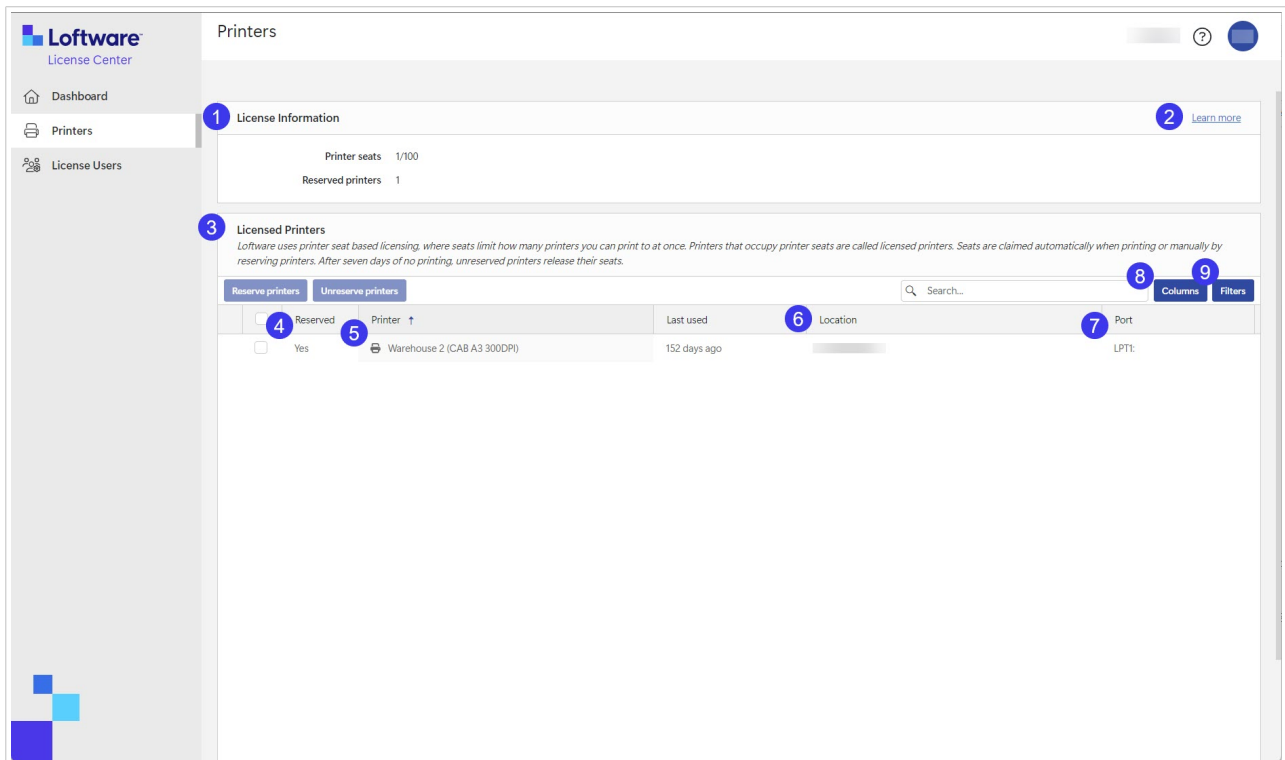 Loftware
License Center
Printers
?
Dashboard
Printers
License Users
1 License Information 2 Learn more
Printer seats 1/100
Reserved printers 1
3 Licensed Printers
Loftware uses printer seat based licensing, where seats limit how many printers you can print to at once. Printers that occupy printer seats are called licensed printers. Seats are claimed automatically when printing or manually by
reserving printers. After seven days of no printing, unreserved printers release their seats.
Reserve printers Unreserve printers Search... 8 Columns 9 Filters
4 Reserved 5 Printer ↑ Last used 6 Location 7 Port
Yes Warehouse 2 (CAB A3 300DPI) 152 days ago LPT1: